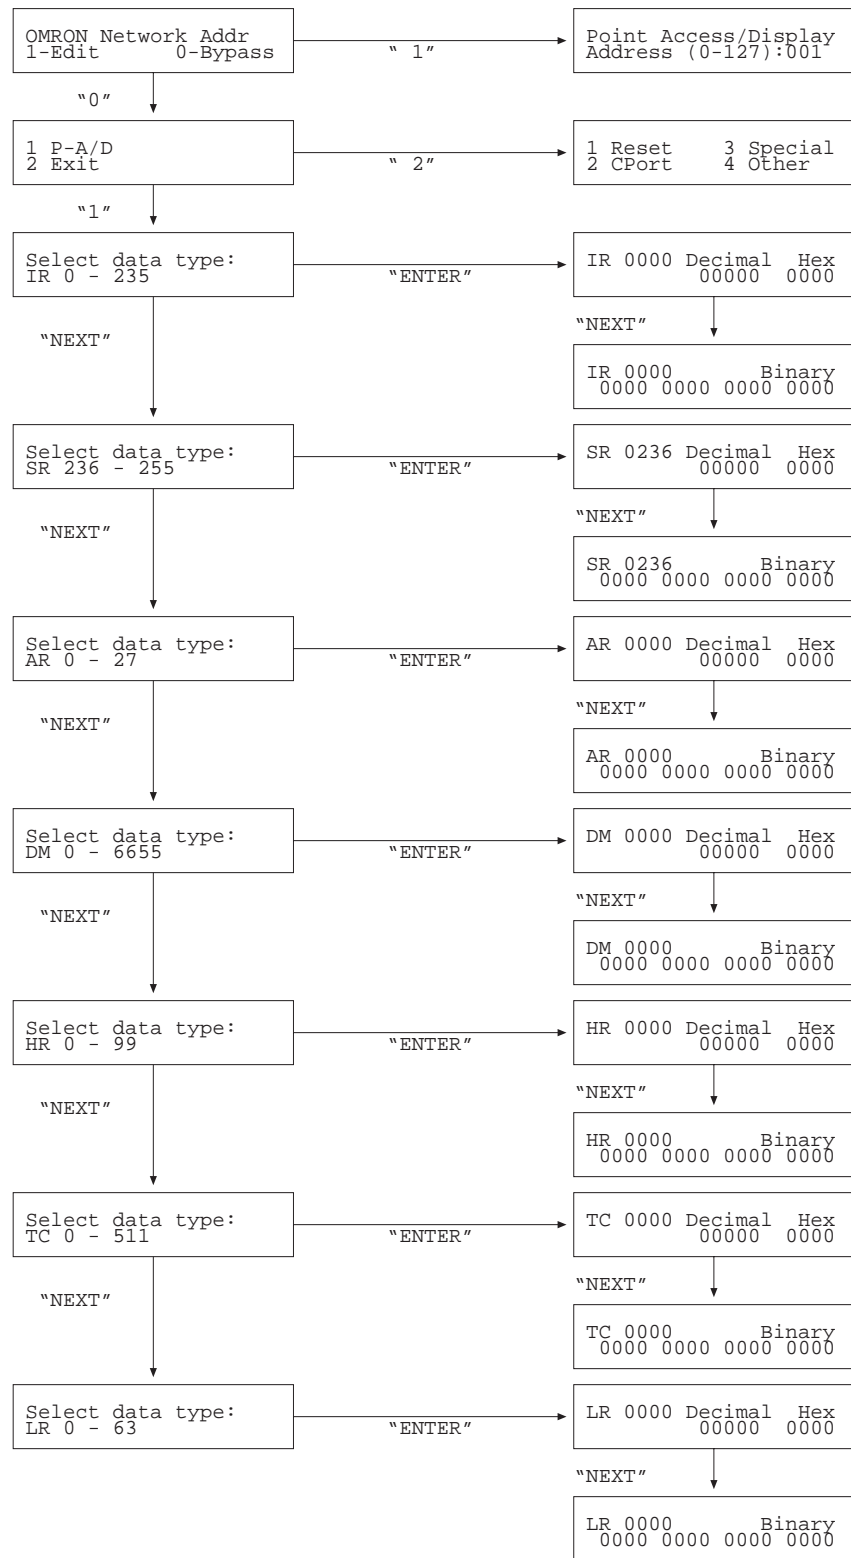 OMRON Network Addr
1-Edit 0-Bypass
“ 1”
Point Access/Display
Address (0-127):001
“0”
1 P-A/D
2 Exit
“ 2”
1 Reset 3 Special
2 CPort 4 Other
“1”
Select data type:
IR 0 - 235
“ENTER”
IR 0000 Decimal Hex
00000 0000
“NEXT”
“NEXT”
IR 0000 Binary
0000 0000 0000 0000
Select data type:
SR 236 - 255
“ENTER”
SR 0236 Decimal Hex
00000 0000
“NEXT”
“NEXT”
SR 0236 Binary
0000 0000 0000 0000
Select data type:
AR 0 - 27
“ENTER”
AR 0000 Decimal Hex
00000 0000
“NEXT”
“NEXT”
AR 0000 Binary
0000 0000 0000 0000
Select data type:
DM 0 - 6655
“ENTER”
DM 0000 Decimal Hex
00000 0000
“NEXT”
“NEXT”
DM 0000 Binary
0000 0000 0000 0000
Select data type:
HR 0 - 99
“ENTER”
HR 0000 Decimal Hex
00000 0000
“NEXT”
“NEXT”
HR 0000 Binary
0000 0000 0000 0000
Select data type:
TC 0 - 511
“ENTER”
TC 0000 Decimal Hex
00000 0000
“NEXT”
“NEXT”
TC 0000 Binary
0000 0000 0000 0000
Select data type:
LR 0 - 63
“ENTER”
LR 0000 Decimal Hex
00000 0000
“NEXT”
LR 0000 Binary
0000 0000 0000 0000